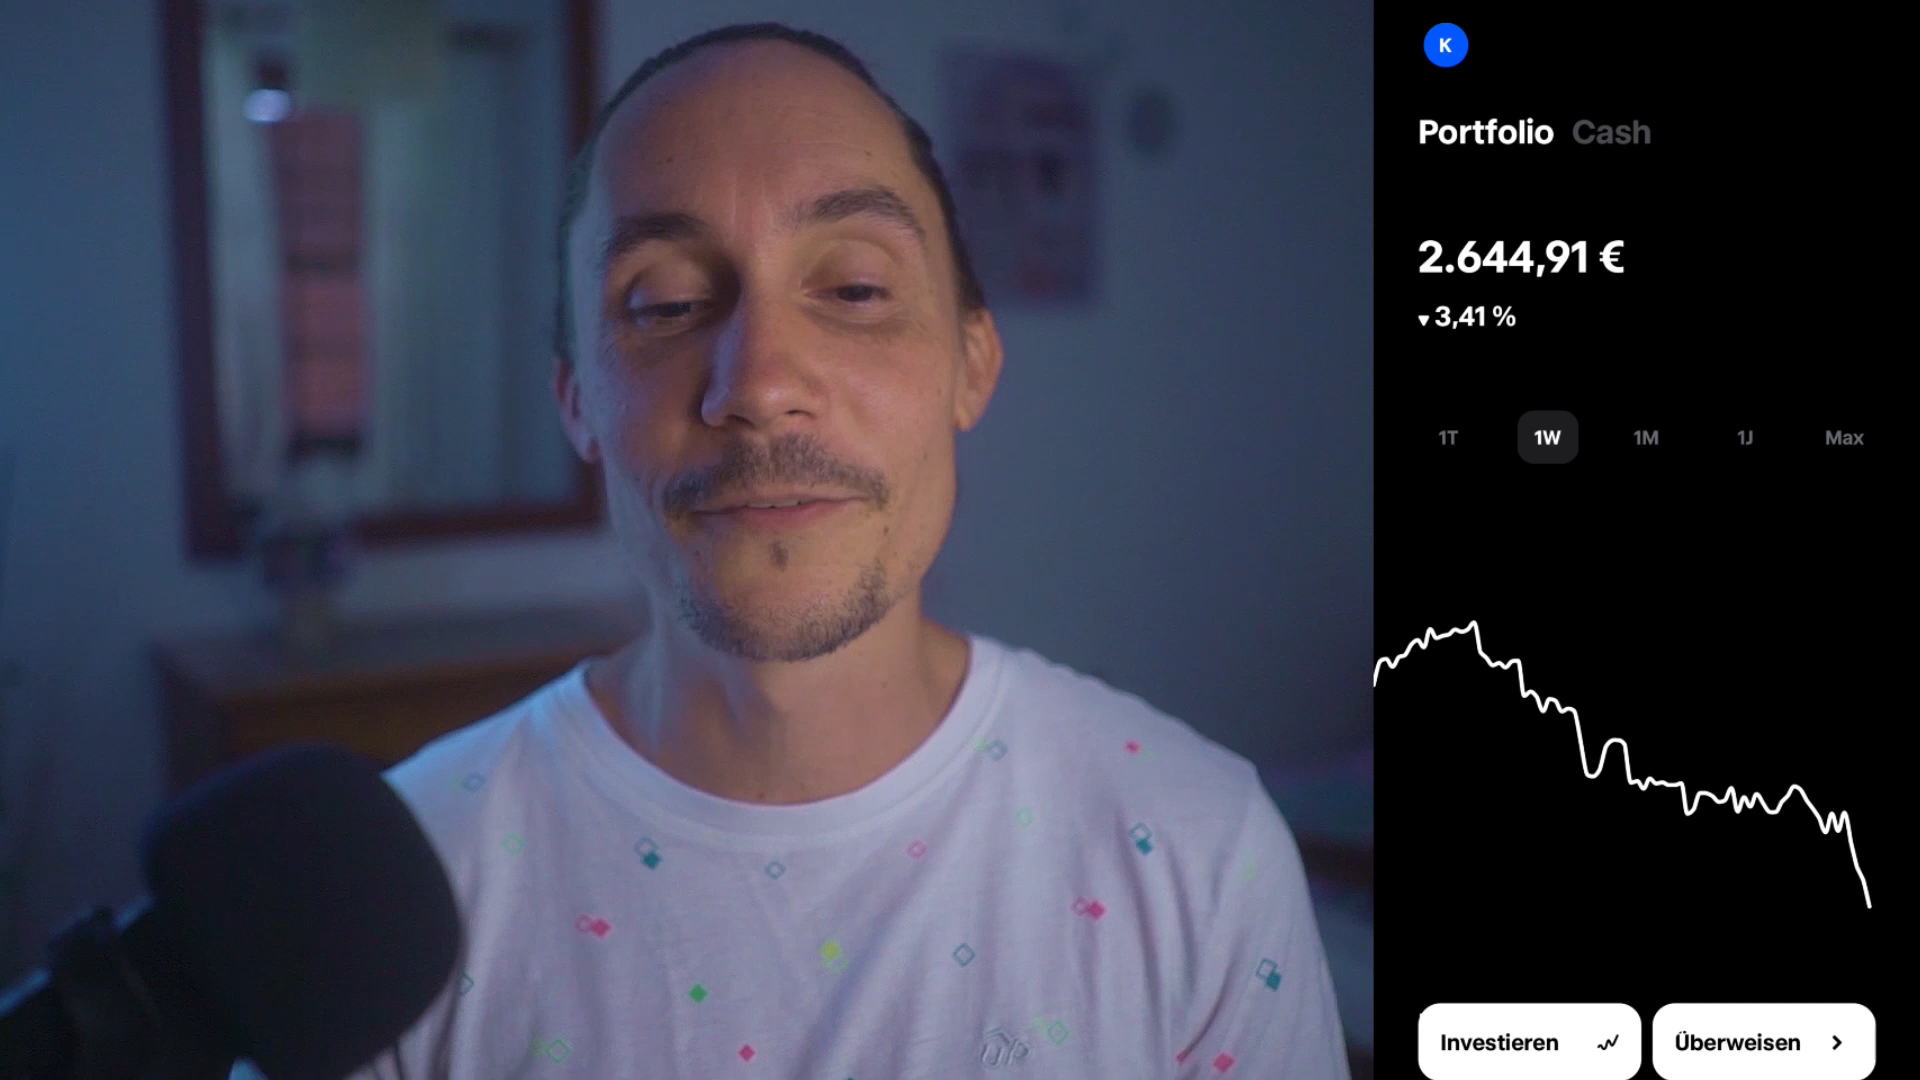 K
Portfolio Cash
2.644,91 €
▾ 3,41 %
1T 1W 1M 1J Max
Investieren
Überweisen